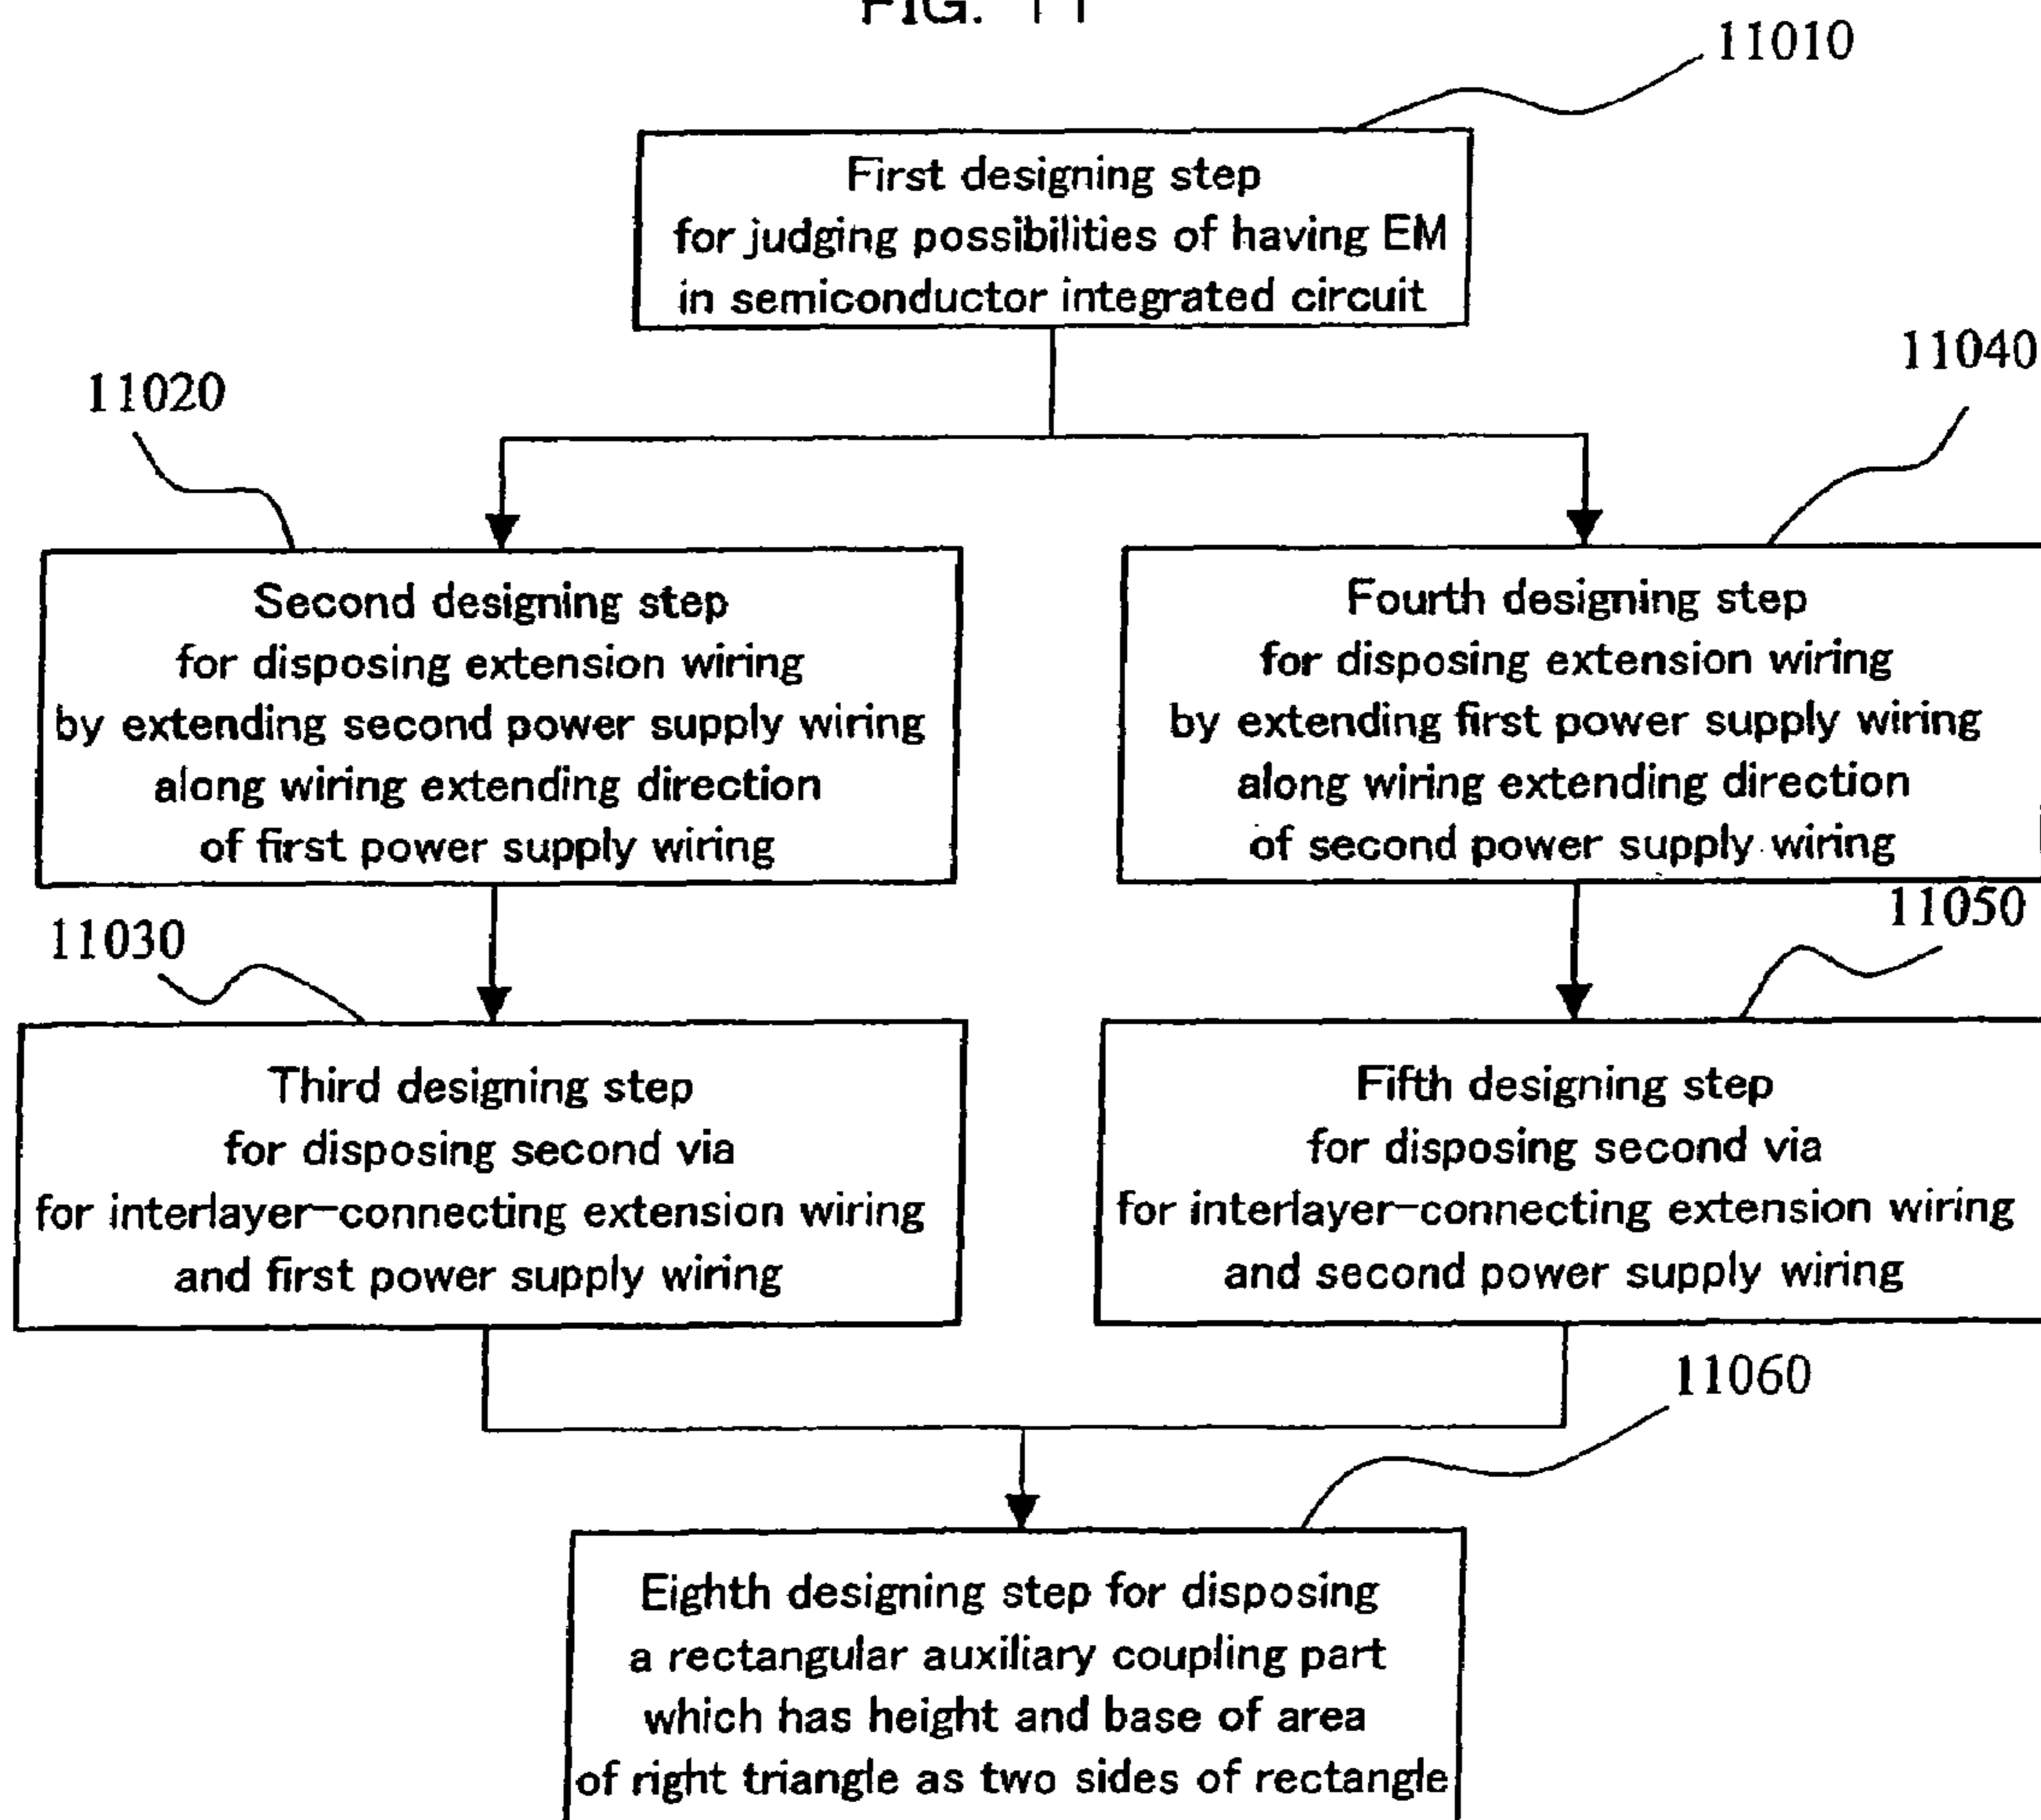 FIG. 11
11010
First designing step
for judging possibilities of having EM
in semiconductor integrated circuit
11020
11040
Second designing step
for disposing extension wiring
by extending second power supply wiring
along wiring extending direction
of first power supply wiring
Fourth designing step
for disposing extension wiring
by extending first power supply wiring
along wiring extending direction
of second power supply wiring
11030
11050
Third designing step
for disposing second via
for interlayer-connecting extension wiring
and first power supply wiring
Fifth designing step
for disposing second via
for interlayer-connecting extension wiring
and second power supply wiring
11060
Eighth designing step for disposing
a rectangular auxiliary coupling part
which has height and base of area
of right triangle as two sides of rectangle